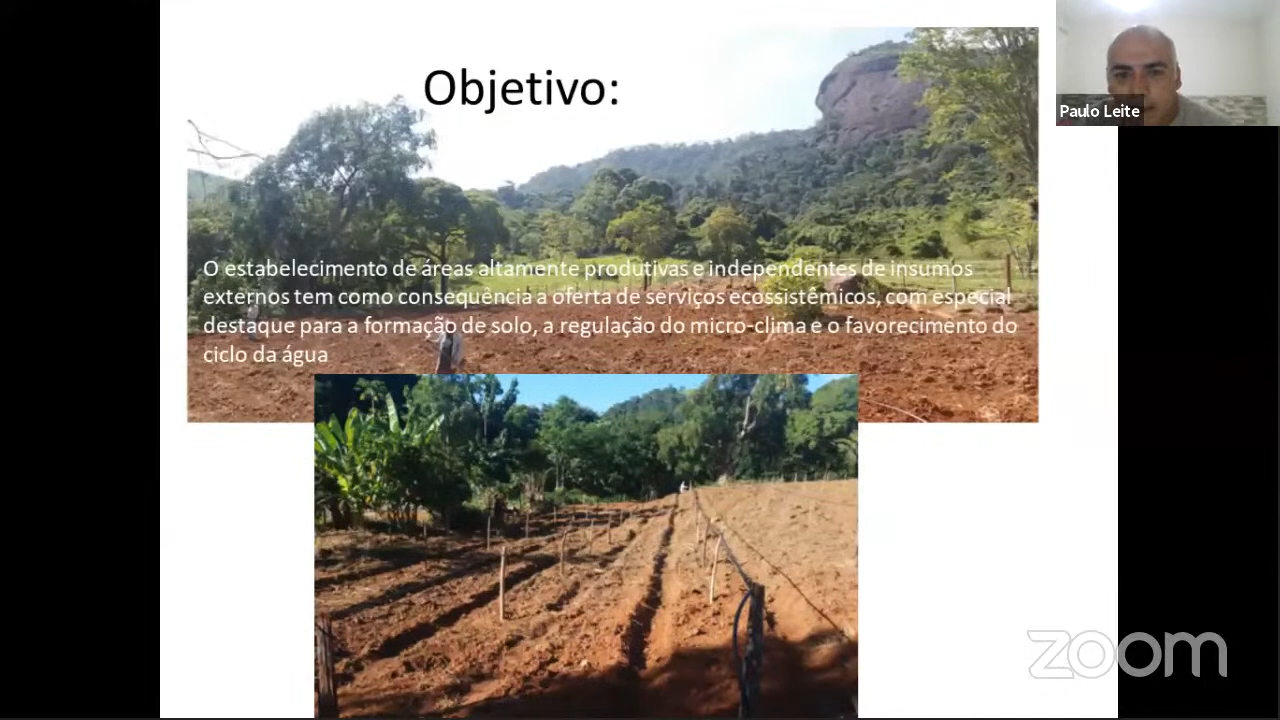 Objetivo:
Paulo Leite
O estabelecimento de áreas altamente produtivas e independentes de insumos
externos tem como consequência a oferta de serviços ecossistêmicos, com especial
destaque para a formação de solo, a regulação do micro-clima e o favorecimento do
ciclo da água
zoom